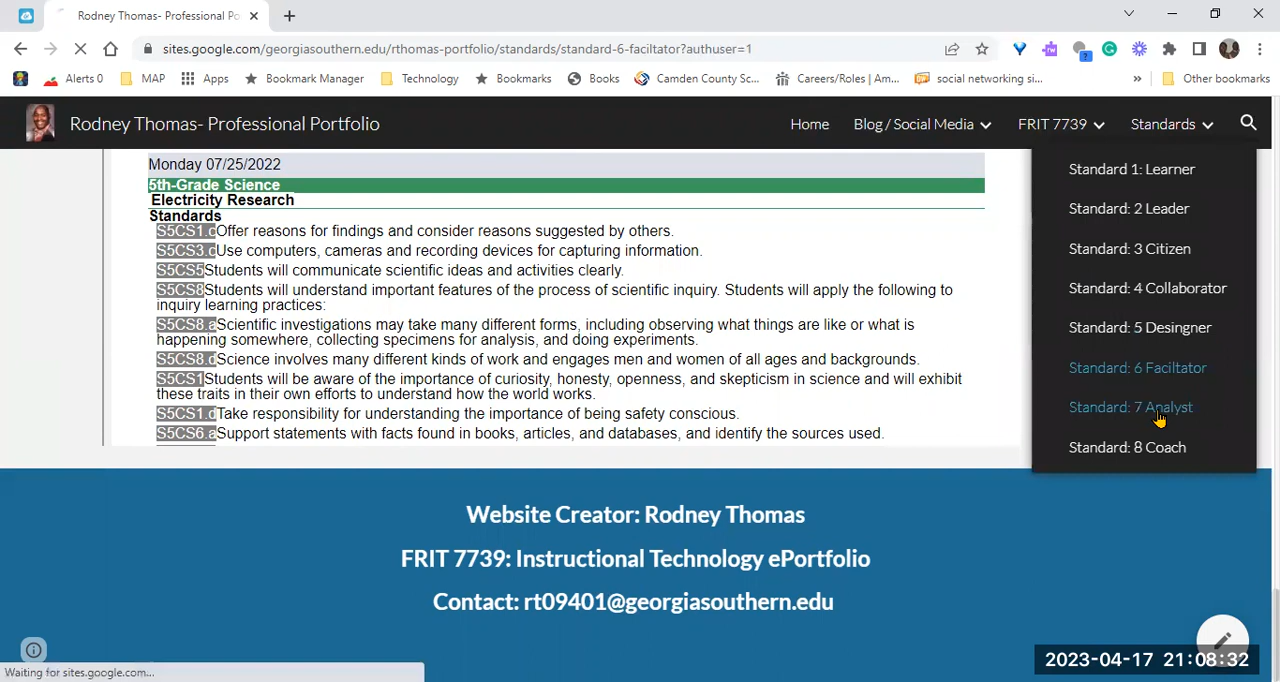 Rodney Thomas- Professional Po
sites.google.com/georgiasouthern.edu/rthomas-portfolio/standards/standard-6-faciltator?authuser=1
Alerts 0
MAP
Apps
Bookmark Manager
Technology
Bookmarks
Books
Camden County Sc...
Careers/Roles | Am...
social networking si...
»
Other bookmarks
Rodney Thomas- Professional Portfolio
Home
Blog / Social Media
FRIT 7739
Standards
Monday 07/25/2022
5th-Grade Science
Electricity Research
Standards
S5CS1.cOffer reasons for findings and consider reasons suggested by others.
S5CS3.cUse computers, cameras and recording devices for capturing information.
S5CS5Students will communicate scientific ideas and activities clearly.
S5CS8Students will understand important features of the process of scientific inquiry. Students will apply the following to
inquiry learning practices:
S5CS8.aScientific investigations may take many different forms, including observing what things are like or what is
happening somewhere, collecting specimens for analysis, and doing experiments.
S5CS8.dScience involves many different kinds of work and engages men and women of all ages and backgrounds.
S5CS1Students will be aware of the importance of curiosity, honesty, openness, and skepticism in science and will exhibit
these traits in their own efforts to understand how the world works.
S5CS1.dTake responsibility for understanding the importance of being safety conscious.
S5CS6.aSupport statements with facts found in books, articles, and databases, and identify the sources used.
Standard 1: Learner
Standard: 2 Leader
Standard: 3 Citizen
Standard: 4 Collaborator
Standard: 5 Desingner
Standard: 6 Faciltator
Standard: 7 Analyst
Standard: 8 Coach
Website Creator: Rodney Thomas
FRIT 7739: Instructional Technology ePortfolio
Contact: rt09401@georgiasouthern.edu
Waiting for sites.google.com...
2023-04-17 21:08:32